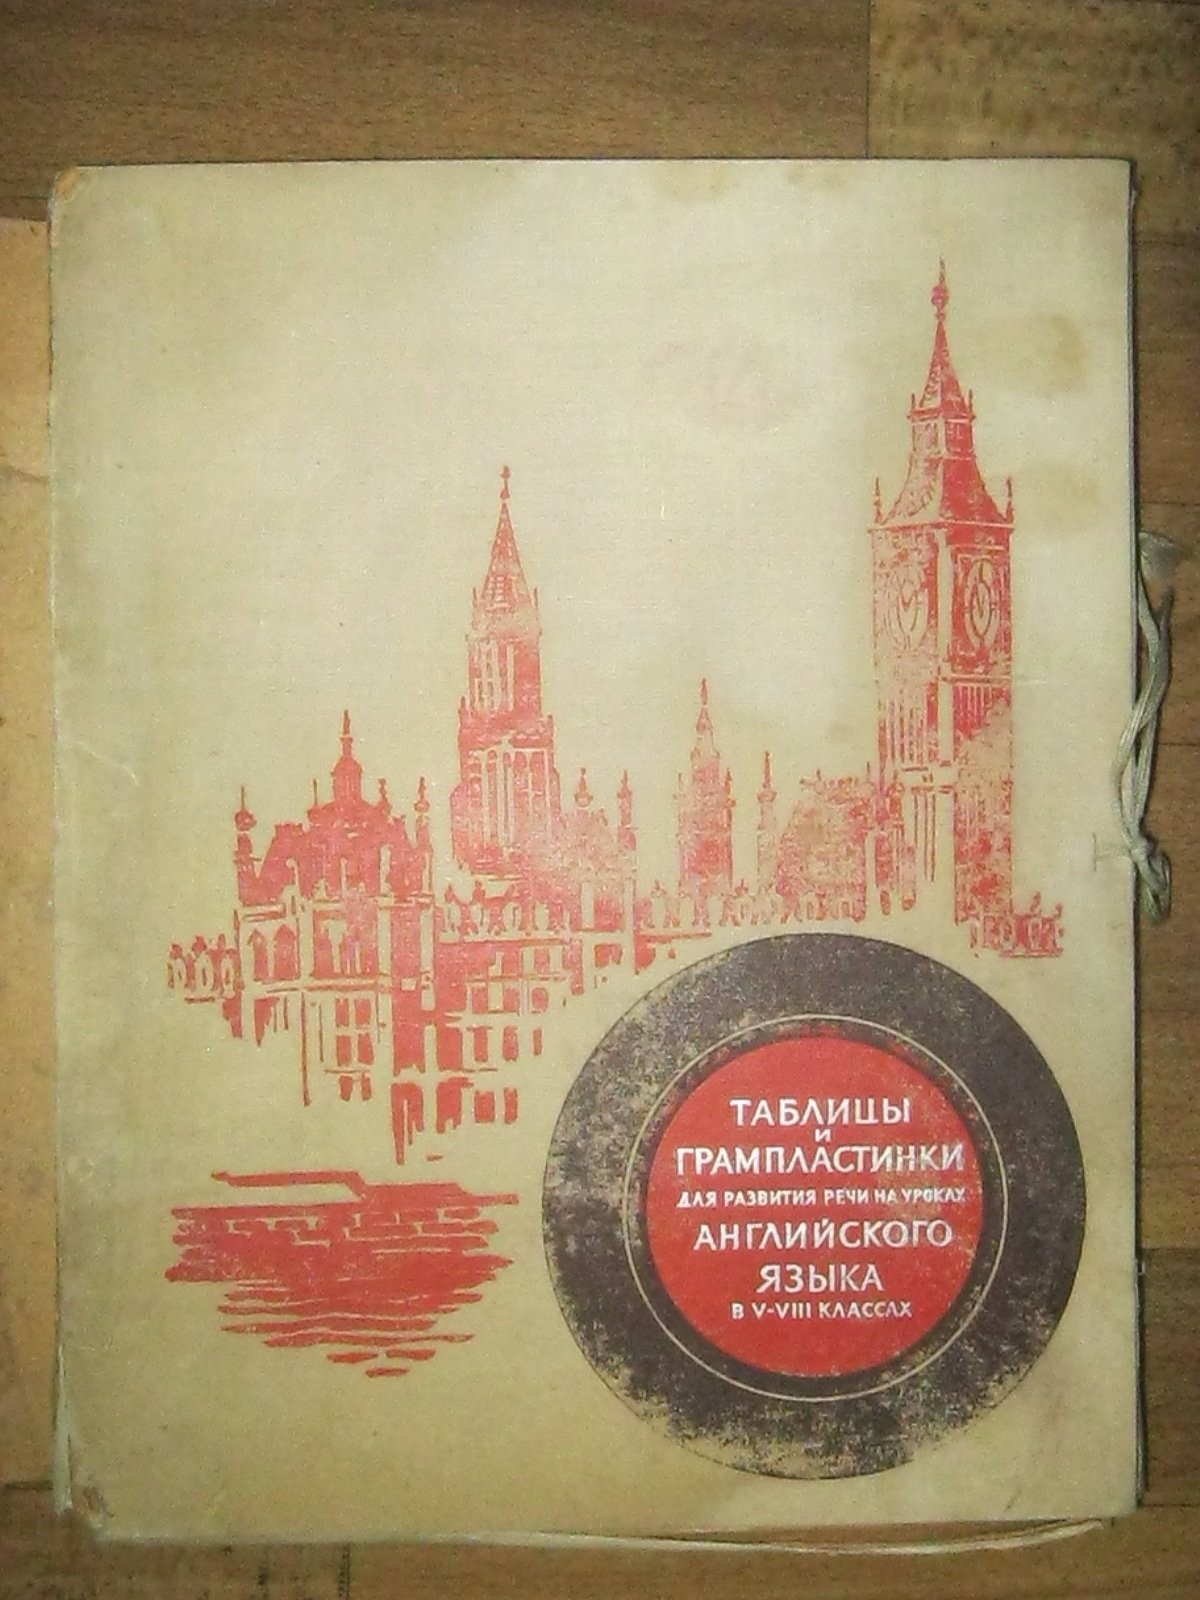 ТАБЛИЦЫ
И
ГРАМПЛАСТИНКИ
ДЛЯ РАЗВИТИЯ РЕЧИ НА УРОКАХ
АНГЛИЙСКОГО
ЯЗЫКА
В V-VIII КЛАССАХ